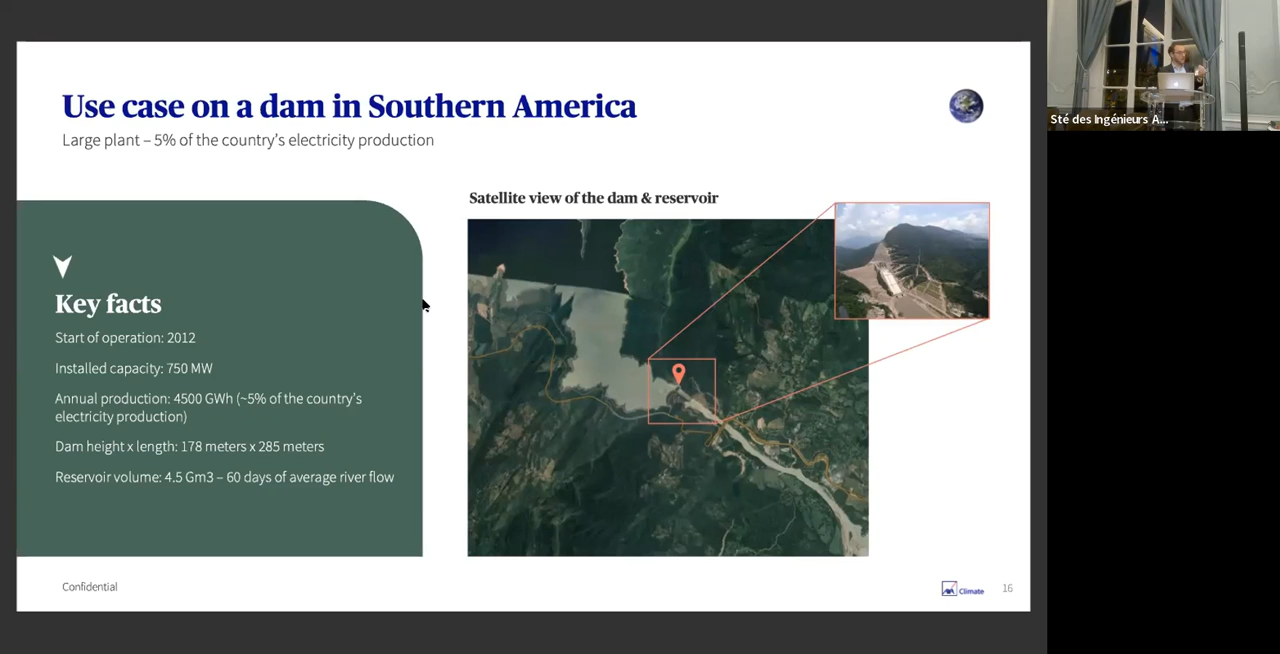 Use case on a dam in Southern America
Large plant – 5% of the country's electricity production
Satellite view of the dam & reservoir
Key facts
Start of operation: 2012
Installed capacity: 750 MW
Annual production: 4500 GWh (~5% of the country's
electricity production)
Dam height x length: 178 meters x 285 meters
Reservoir volume: 4.5 Gm3 – 60 days of average river flow
Confidential
AXA Climate
16
Sté des Ingénieurs A...